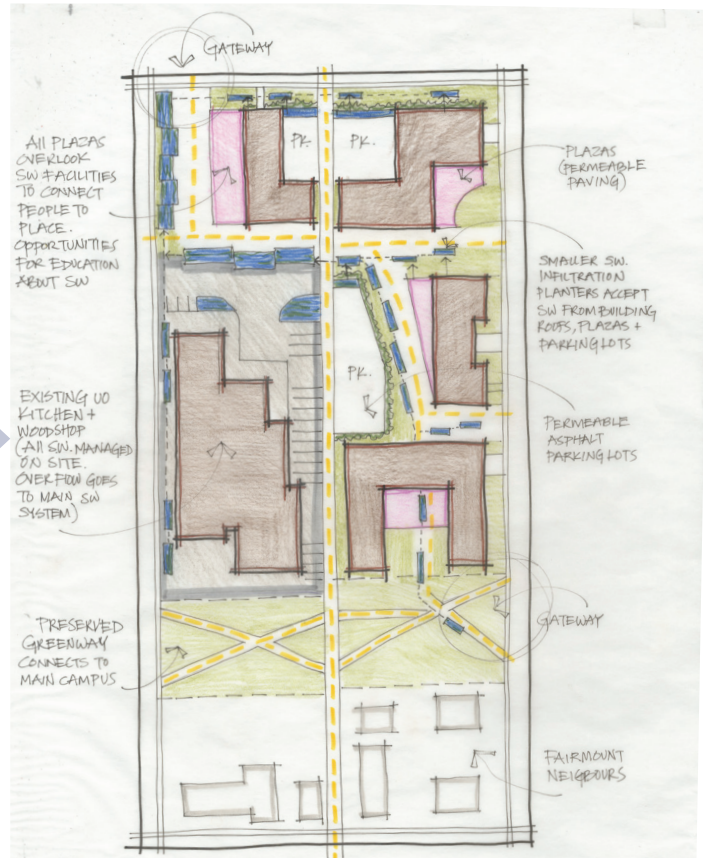 GATEWAY
All PLAZAS
OVERLOOK
SW FACILITIES
TO CONNECT
PEOPLE TO
PLACE.
OPPORTUNITIES
FOR EDUCATION
ABOUT SW
PK.
PK.
PLAZAS
(PERMEABLE
PAVING)
SMALLER SW.
INFILTRATION
PLANTERS ACCEPT
SW FROM BUILDING
ROOFS, PLAZAS +
PARKING LOTS
PK.
EXISTING UO
KITCHEN +
WOODSHOP
(All SW. MANAGED
ON SITE.
OVERFLOW GOES
TO MAIN SW
SYSTEM)
PERMEABLE
ASPHALT
PARKING LOTS
PRESERVED
GREENWAY
CONNECTS TO
MAIN CAMPUS
GATEWAY
FAIRMOUNT
NEIGBOURS